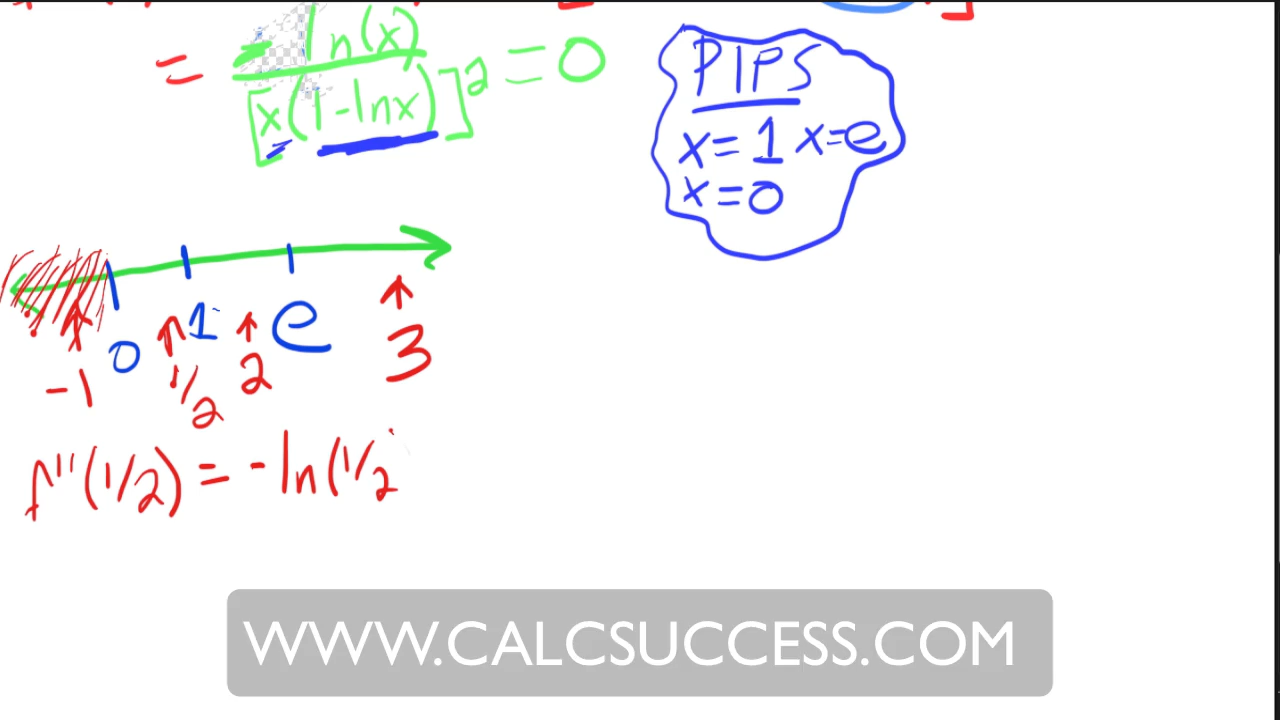 = -ln(x) / [x(1-lnx)]² = 0
PIPS
x=1 x=e
x=0
0 1 e
-1 1/2 2 3
f''(1/2) = -ln(1/2
WWW.CALCSUCCESS.COM